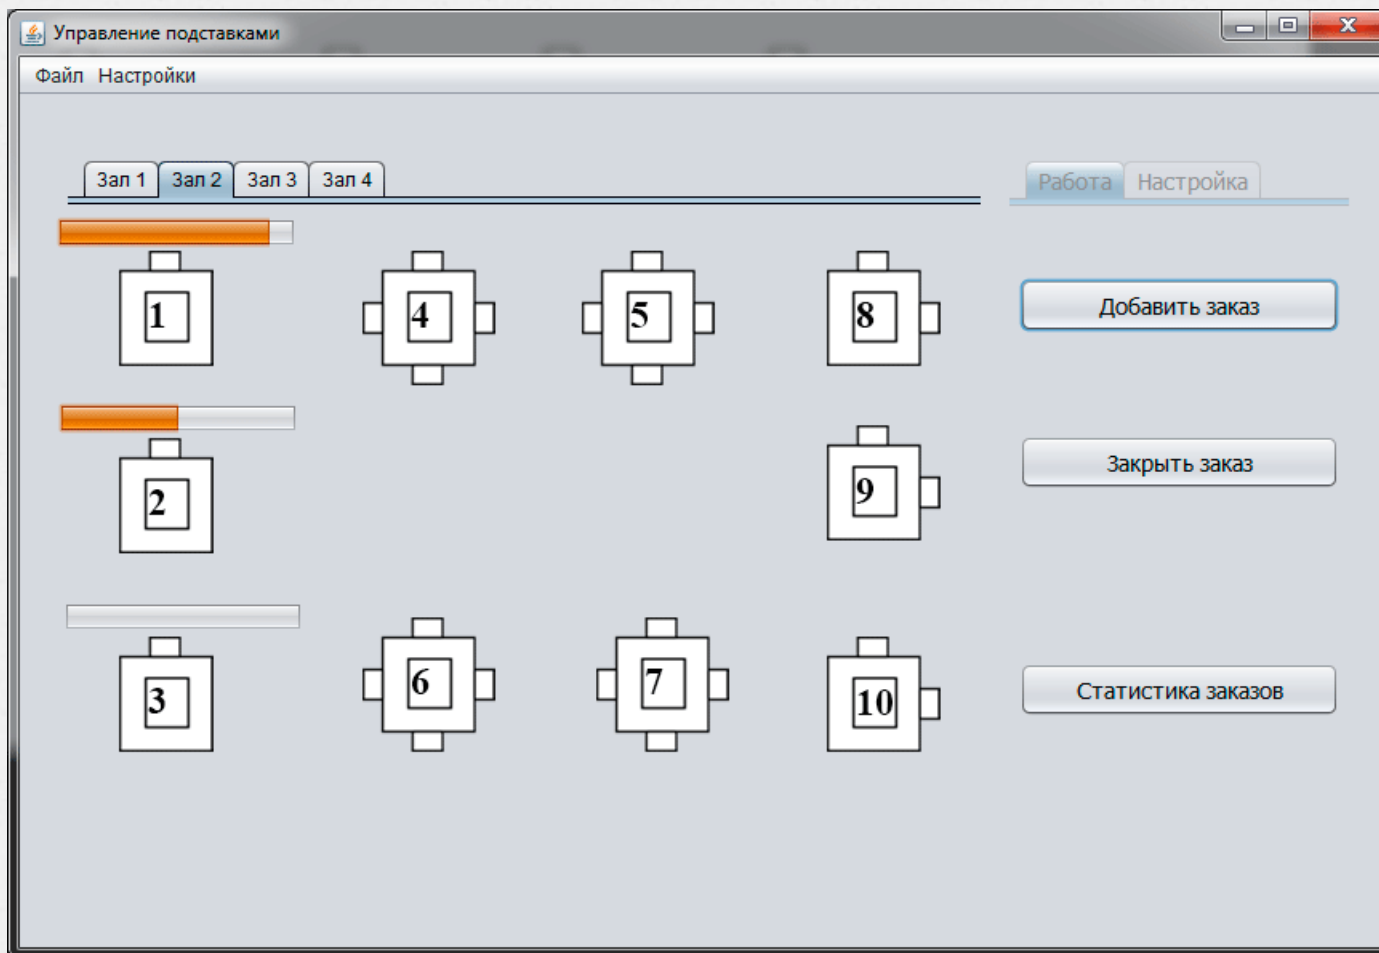 Управление подставками
Файл Настройки
Зал 1 Зал 2 Зал 3 Зал 4
Работа Настройка
1 4 5 8
Добавить заказ
2 9
Закрыть заказ
3 6 7 10
Статистика заказов